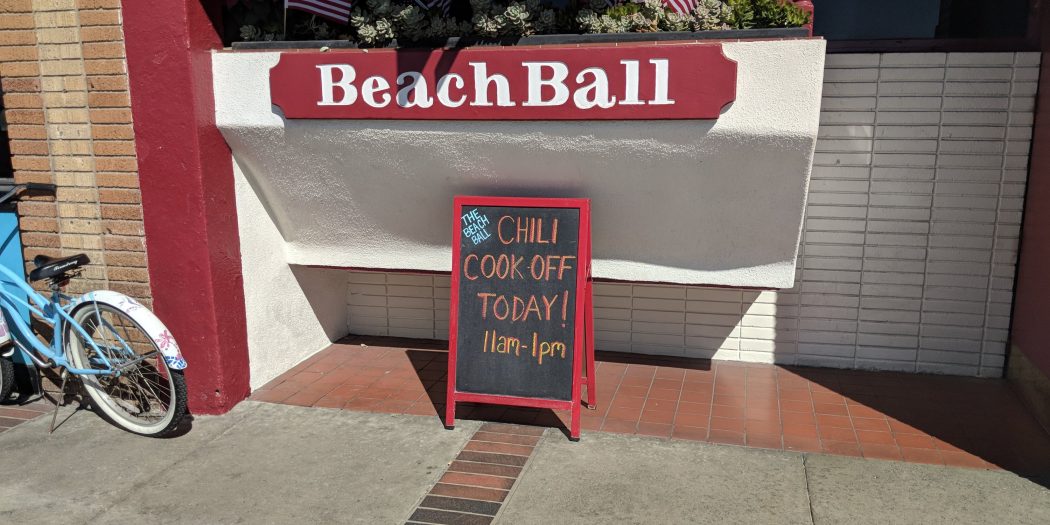 BeachBall
THE
BEACH
BALL
CHILI
COOK-OFF
TODAY!
11am-1pm